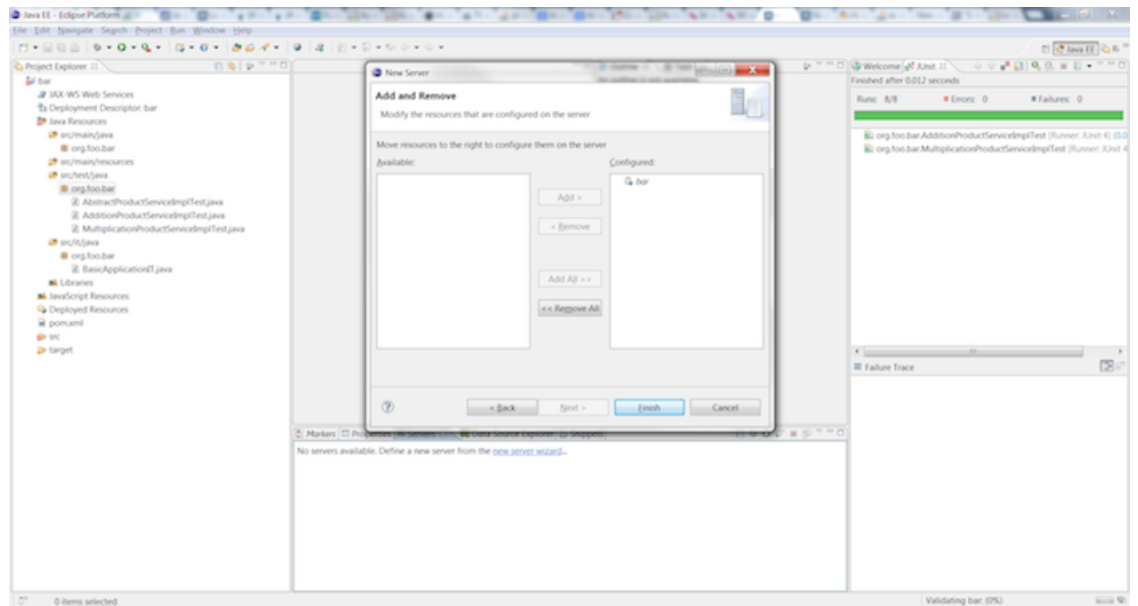 Java EE - Eclipse Platform
File Edit Navigate Search Project Run Window Help
Java EE
Project Explorer
bar
JAX-WS Web Services
Deployment Descriptor: bar
Java Resources
src/main/java
org.foo.bar
src/main/resources
src/test/java
org.foo.bar
AbstractProductServiceImplTest.java
AdditionProductServiceImplTest.java
MultiplicationProductServiceImplTest.java
src/it/java
org.foo.bar
BasicApplicationIT.java
Libraries
JavaScript Resources
Deployed Resources
pom.xml
src
target
New Server
Add and Remove
Modify the resources that are configured on the server
Move resources to the right to configure them on the server
Available:
Configured:
bar
Add >
< Remove
Add All >>
<< Remove All
< Back
Next >
Finish
Cancel
Markers Properties Servers Data Source Explorer Snippets
No servers available. Define a new server from the new server wizard...
Welcome JUnit
Finished after 0.012 seconds
Runs: 8/8 Errors: 0 Failures: 0
org.foo.bar.AdditionProductServiceImplTest [Runner: JUnit 4] (0.0
org.foo.bar.MultiplicationProductServiceImplTest [Runner: JUnit 4
Failure Trace
0 items selected
Validating bar: (0%)